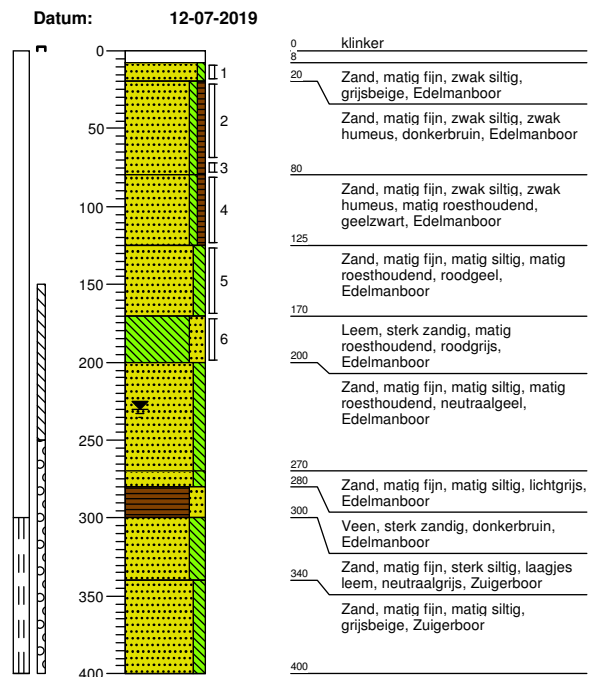 Datum: 12-07-2019
0
50
100
150
200
250
300
350
400
1
2
3
4
5
6
0
klinker
8
Zand, matig fijn, zwak siltig,
grijsbeige, Edelmanboor
20
Zand, matig fijn, zwak siltig, zwak
humeus, donkerbruin, Edelmanboor
80
Zand, matig fijn, zwak siltig, zwak
humeus, matig roesthoudend,
geelzwart, Edelmanboor
125
Zand, matig fijn, matig siltig, matig
roesthoudend, roodgeel,
Edelmanboor
170
Leem, sterk zandig, matig
roesthoudend, roodgrijs,
Edelmanboor
200
Zand, matig fijn, matig siltig, matig
roesthoudend, neutraalgeel,
Edelmanboor
270
Zand, matig fijn, matig siltig, lichtgrijs,
Edelmanboor
280
Veen, sterk zandig, donkerbruin,
Edelmanboor
300
Zand, matig fijn, sterk siltig, laagjes
leem, neutraalgrijs, Zuigerboor
340
Zand, matig fijn, matig siltig,
grijsbeige, Zuigerboor
400